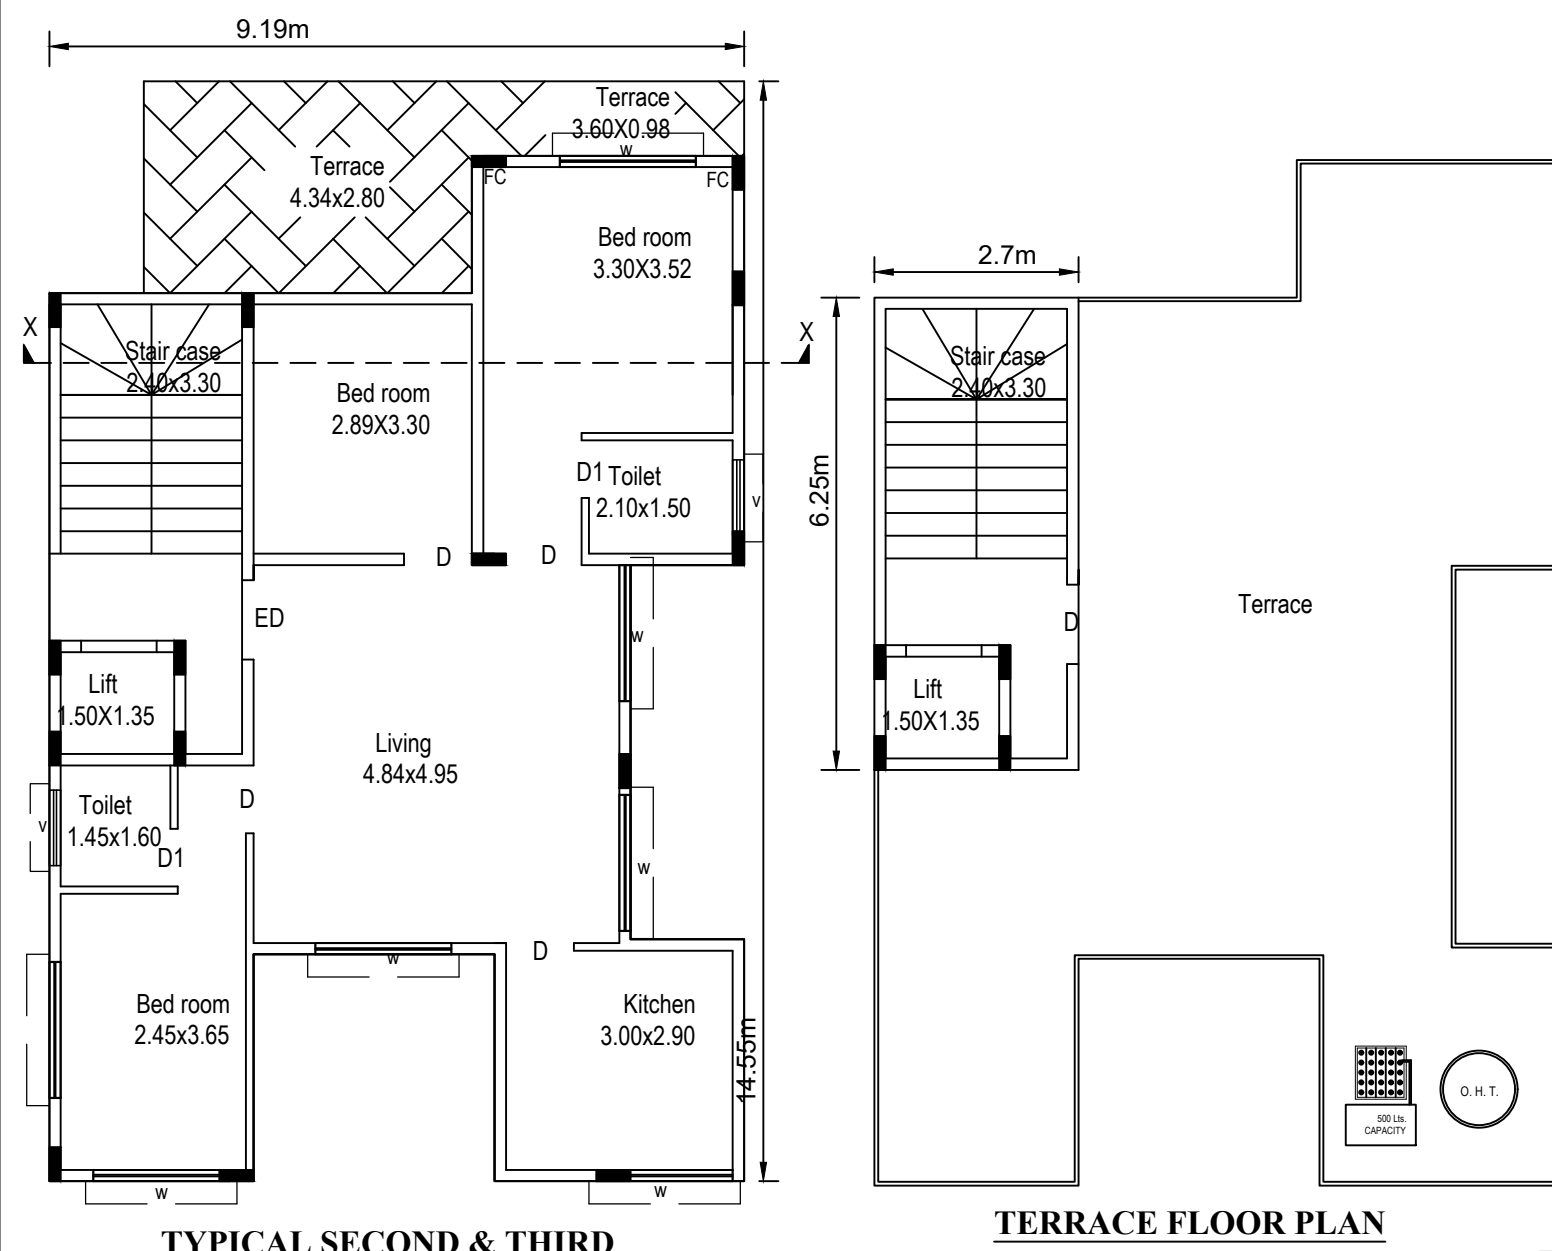 9.19m
Terrace
3.60X0.98
w
Terrace
4.34x2.80
FC
FC
Bed room
3.30X3.52
X
X
Stair case
2.40x3.30
Bed room
2.89X3.30
D1
Toilet
2.10x1.50
v
D
D
ED
w
Lift
1.50X1.35
Living
4.84x4.95
D
Toilet
1.45x1.60
v
D1
w
D
w
Bed room
2.45x3.65
Kitchen
3.00x2.90
14.55m
w
w
TYPICAL SECOND & THIRD
2.7m
Stair case
2.40x3.30
6.25m
Terrace
D
Lift
1.50X1.35
500 Lts.
CAPACITY
O. H. T.
TERRACE FLOOR PLAN